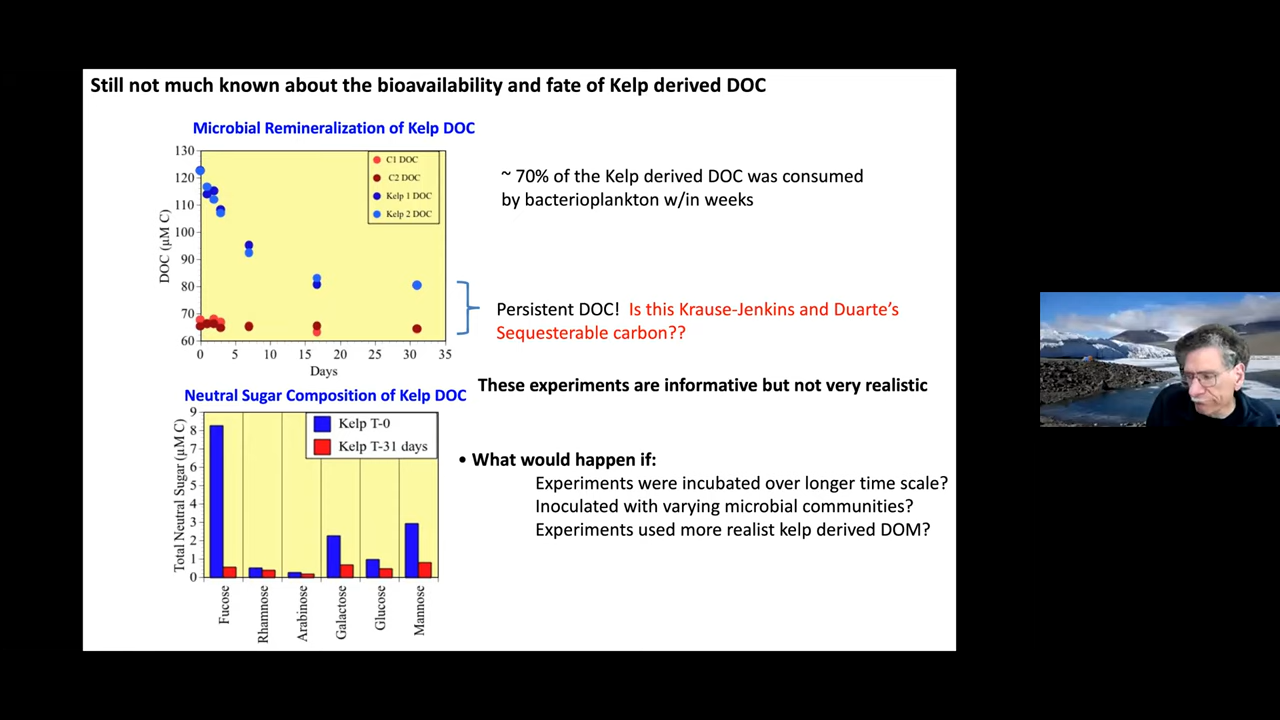 Still not much known about the bioavailability and fate of Kelp derived DOC
Microbial Remineralization of Kelp DOC
130
120
110
100
90
80
70
60
DOC (µM C)
C1 DOC
C2 DOC
Kelp 1 DOC
Kelp 2 DOC
0 5 10 15 20 25 30 35
Days
~ 70% of the Kelp derived DOC was consumed
by bacterioplankton w/in weeks
Persistent DOC! Is this Krause-Jenkins and Duarte's
Sequesterable carbon??
These experiments are informative but not very realistic
Neutral Sugar Composition of Kelp DOC
9
8
7
6
5
4
3
2
1
0
Total Neutral Sugar (µM C)
Kelp T-0
Kelp T-31 days
Fucose
Rhamnose
Arabinose
Galactose
Glucose
Mannose
• What would happen if:
Experiments were incubated over longer time scale?
Inoculated with varying microbial communities?
Experiments used more realist kelp derived DOM?